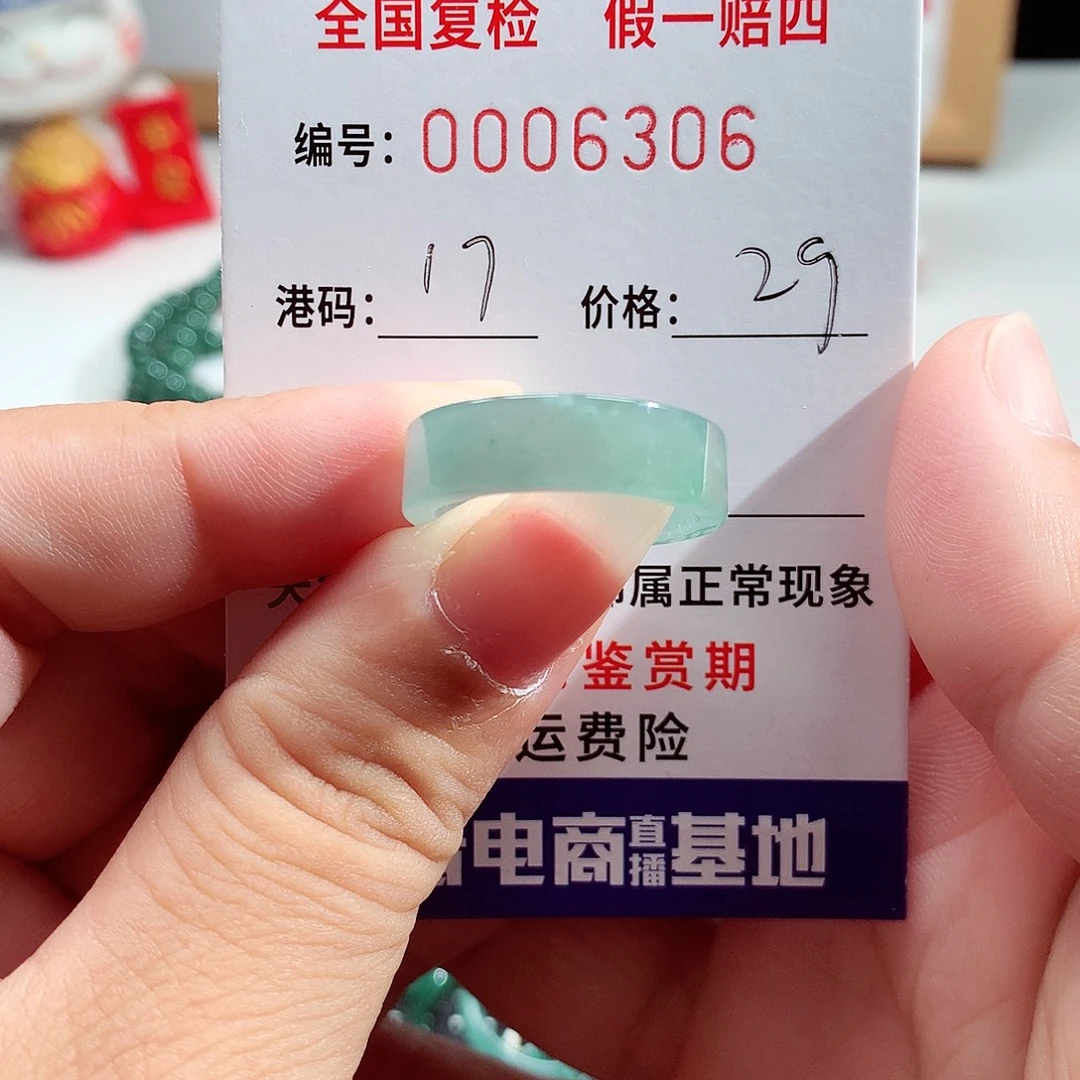 全国复检 假一赔四
编号：0006306
港码：17 价格：29
属正常现象
鉴赏期
运费险
电商直播基地